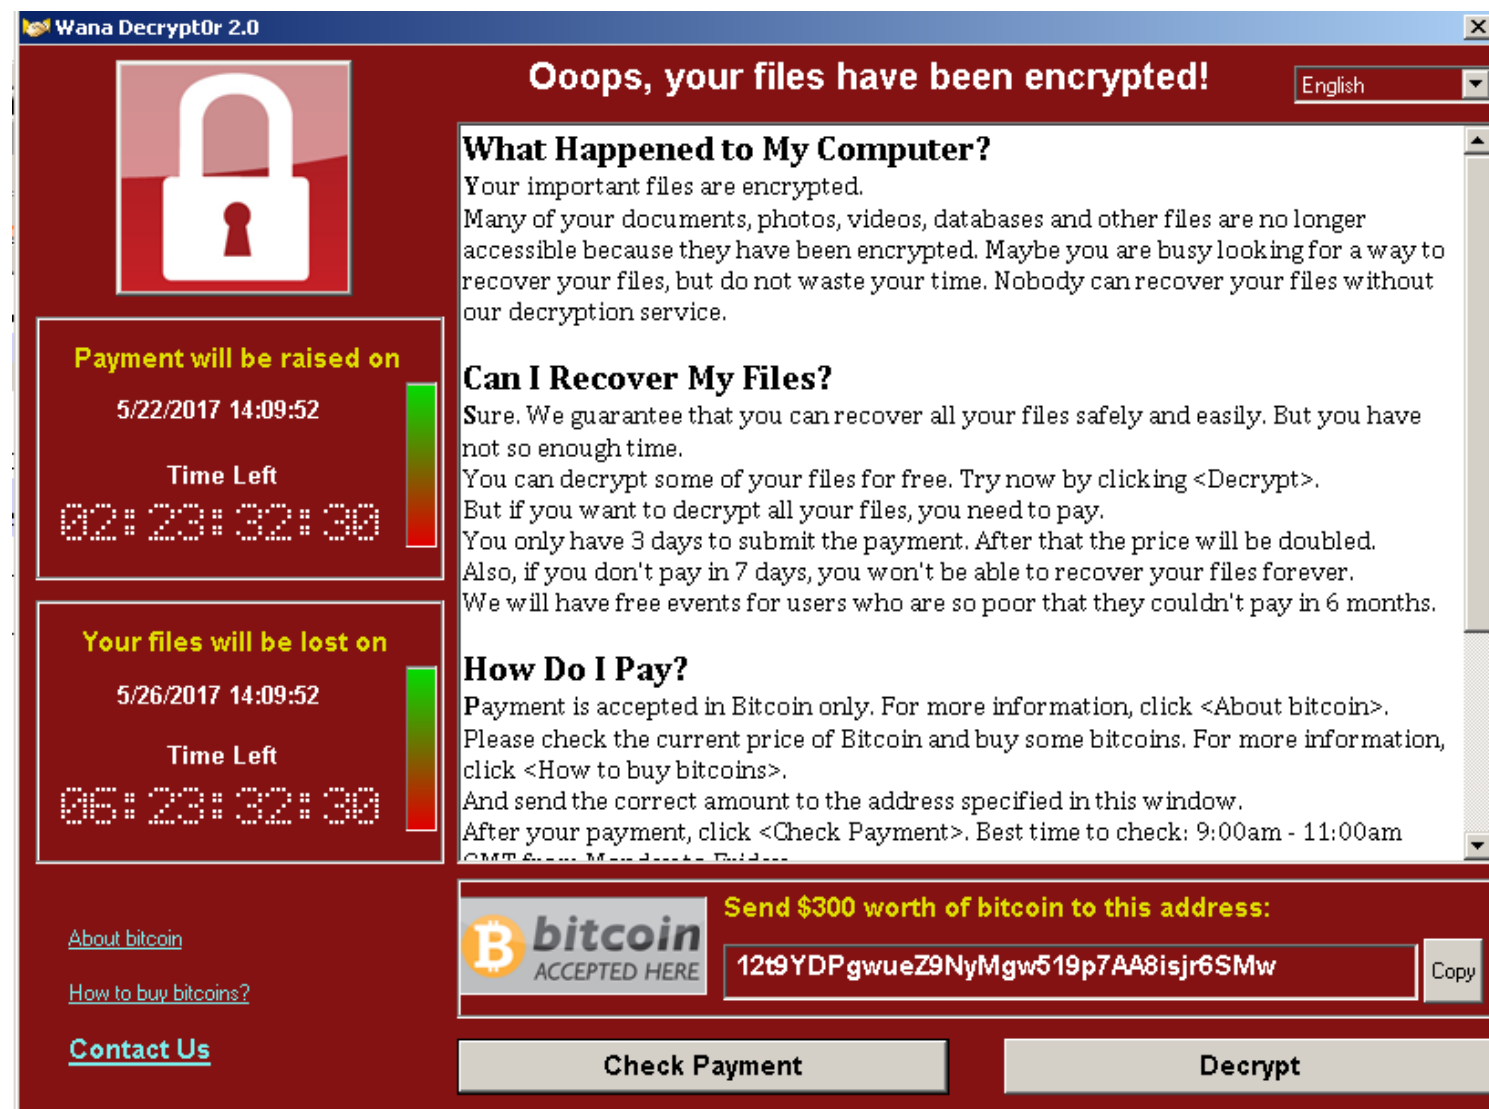 Wana Decrypt0r 2.0
Ooops, your files have been encrypted!
English
What Happened to My Computer?
Your important files are encrypted.
Many of your documents, photos, videos, databases and other files are no longer
accessible because they have been encrypted. Maybe you are busy looking for a way to
recover your files, but do not waste your time. Nobody can recover your files without
our decryption service.
Can I Recover My Files?
Sure. We guarantee that you can recover all your files safely and easily. But you have
not so enough time.
You can decrypt some of your files for free. Try now by clicking <Decrypt>.
But if you want to decrypt all your files, you need to pay.
You only have 3 days to submit the payment. After that the price will be doubled.
Also, if you don't pay in 7 days, you won't be able to recover your files forever.
We will have free events for users who are so poor that they couldn't pay in 6 months.
How Do I Pay?
Payment is accepted in Bitcoin only. For more information, click <About bitcoin>.
Please check the current price of Bitcoin and buy some bitcoins. For more information,
click <How to buy bitcoins>.
And send the correct amount to the address specified in this window.
After your payment, click <Check Payment>. Best time to check: 9:00am - 11:00am
GMT from Monday to Friday.
Payment will be raised on
5/22/2017 14:09:52
Time Left
02:23:32:30
Your files will be lost on
5/26/2017 14:09:52
Time Left
06:23:32:30
About bitcoin
How to buy bitcoins?
Contact Us
bitcoin
ACCEPTED HERE
Send $300 worth of bitcoin to this address:
12t9YDPgwueZ9NyMgw519p7AA8isjr6SMw
Copy
Check Payment
Decrypt